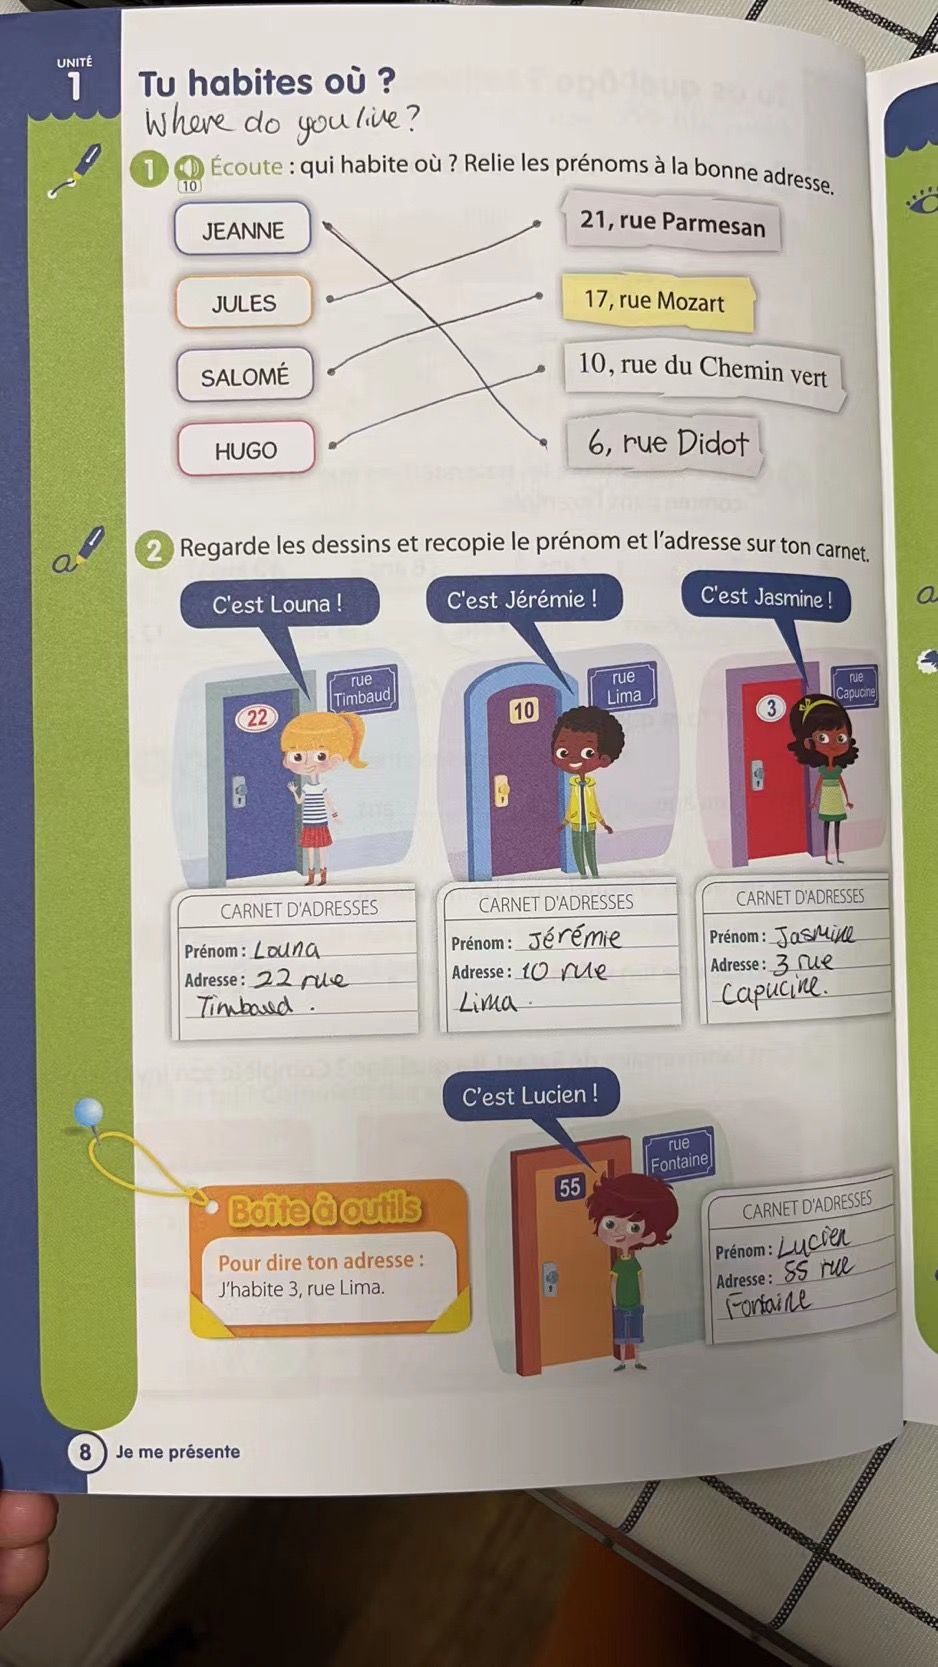 UNITÉ
1
Tu habites où ?
Where do you live?
1 10 Écoute : qui habite où ? Relie les prénoms à la bonne adresse.
JEANNE
21, rue Parmesan
JULES
17, rue Mozart
SALOMÉ
10, rue du Chemin vert
HUGO
6, rue Didot
a
2 Regarde les dessins et recopie le prénom et l'adresse sur ton carnet.
C'est Louna !
22
rue
Timbaud
CARNET D'ADRESSES
Prénom : Louna
Adresse : 22 rue
Timbaud .
C'est Jérémie !
10
rue
Lima
CARNET D'ADRESSES
Prénom : Jérémie
Adresse : 10 rue
Lima .
C'est Jasmine !
3
rue
Capucine
CARNET D'ADRESSES
Prénom : Jasmine
Adresse : 3 rue
Capucine.
C'est Lucien !
55
rue
Fontaine
CARNET D'ADRESSES
Prénom : Lucien
Adresse : 55 rue
Fontaine
Boîte à outils
Pour dire ton adresse :
J'habite 3, rue Lima.
8 Je me présente
a